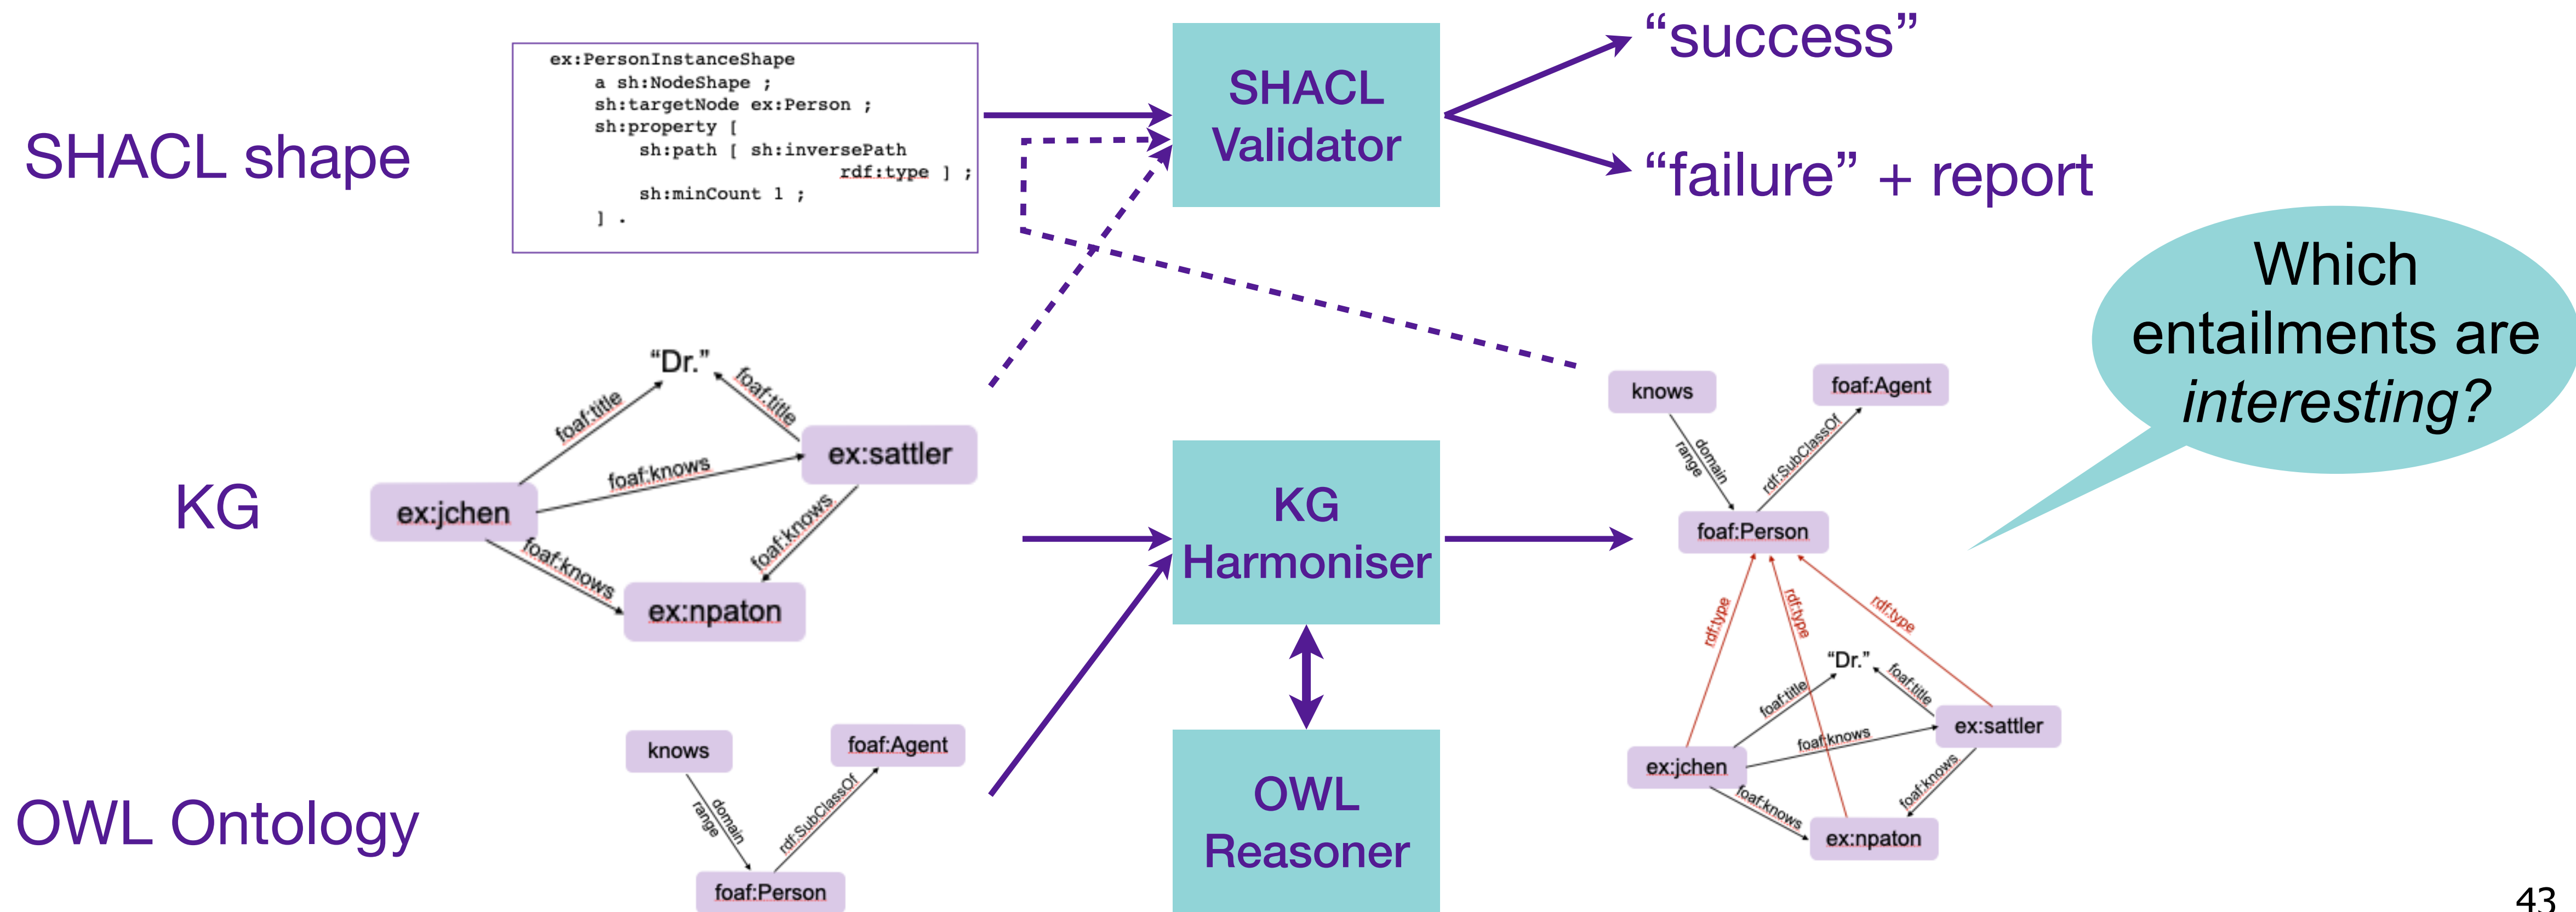 SHACL shape
ex:PersonInstanceShape
a sh:NodeShape ;
sh:targetNode ex:Person ;
sh:property [
sh:path [ sh:inversePath
rdf:type ] ;
sh:minCount 1 ;
] .
SHACL
Validator
“success”
“failure” + report
Which
entailments are
interesting?
KG
“Dr.”
foaf:title
foaf:title
ex:sattler
foaf:knows
ex:jchen
foaf:knows
foaf:knows
ex:npaton
KG
Harmoniser
knows
foaf:Agent
domain
range
rdf:SubClassOf
foaf:Person
rdf:type
rdf:type
rdf:type
“Dr.”
foaf:title
foaf:title
ex:sattler
foaf:knows
ex:jchen
foaf:knows
foaf:knows
ex:npaton
OWL Ontology
knows
foaf:Agent
domain
range
rdf:SubClassOf
foaf:Person
OWL
Reasoner
43